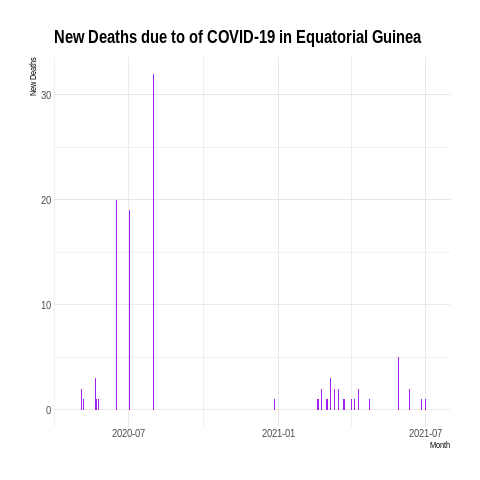 New Deaths due to of COVID-19 in Equatorial Guinea
New Deaths
30
20
10
0
2020-07
2021-01
2021-07
Month